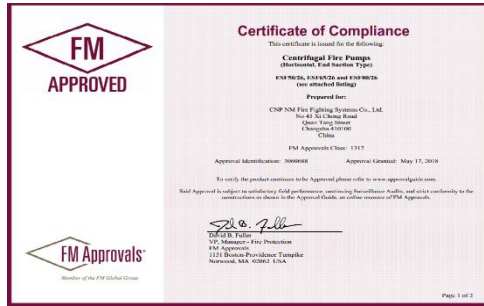 FM
APPROVED
Certificate of Compliance
This certificate is issued for the following:
Centrifugal Fire Pumps
(Horizontal, End Suction Type)
ESF50/26, ESF65/26 and ESF80/26
(see attached listing)
Prepared for:
CNP NM Fire Fighting Systems Co., Ltd.
No 45 Xi Chong Road
Quan Tang Street
Changsha 410100
China
FM Approvals Class: 1312
Approval Identification: 3060688 Approval Granted: May 17, 2018
To verify the product continues to be Approved please refer to www.approvalguide.com
Said Approval is subject to satisfactory field performance, continuing Surveillance Audits, and strict conformity to the
constructions as shown in the Approval Guide, an online resource of FM Approvals.
David B. Fuller
VP, Manager - Fire Protection
FM Approvals
1151 Boston-Providence Turnpike
Norwood, MA 02062 USA
FM Approvals
Member of the FM Global Group
Page 1 of 2